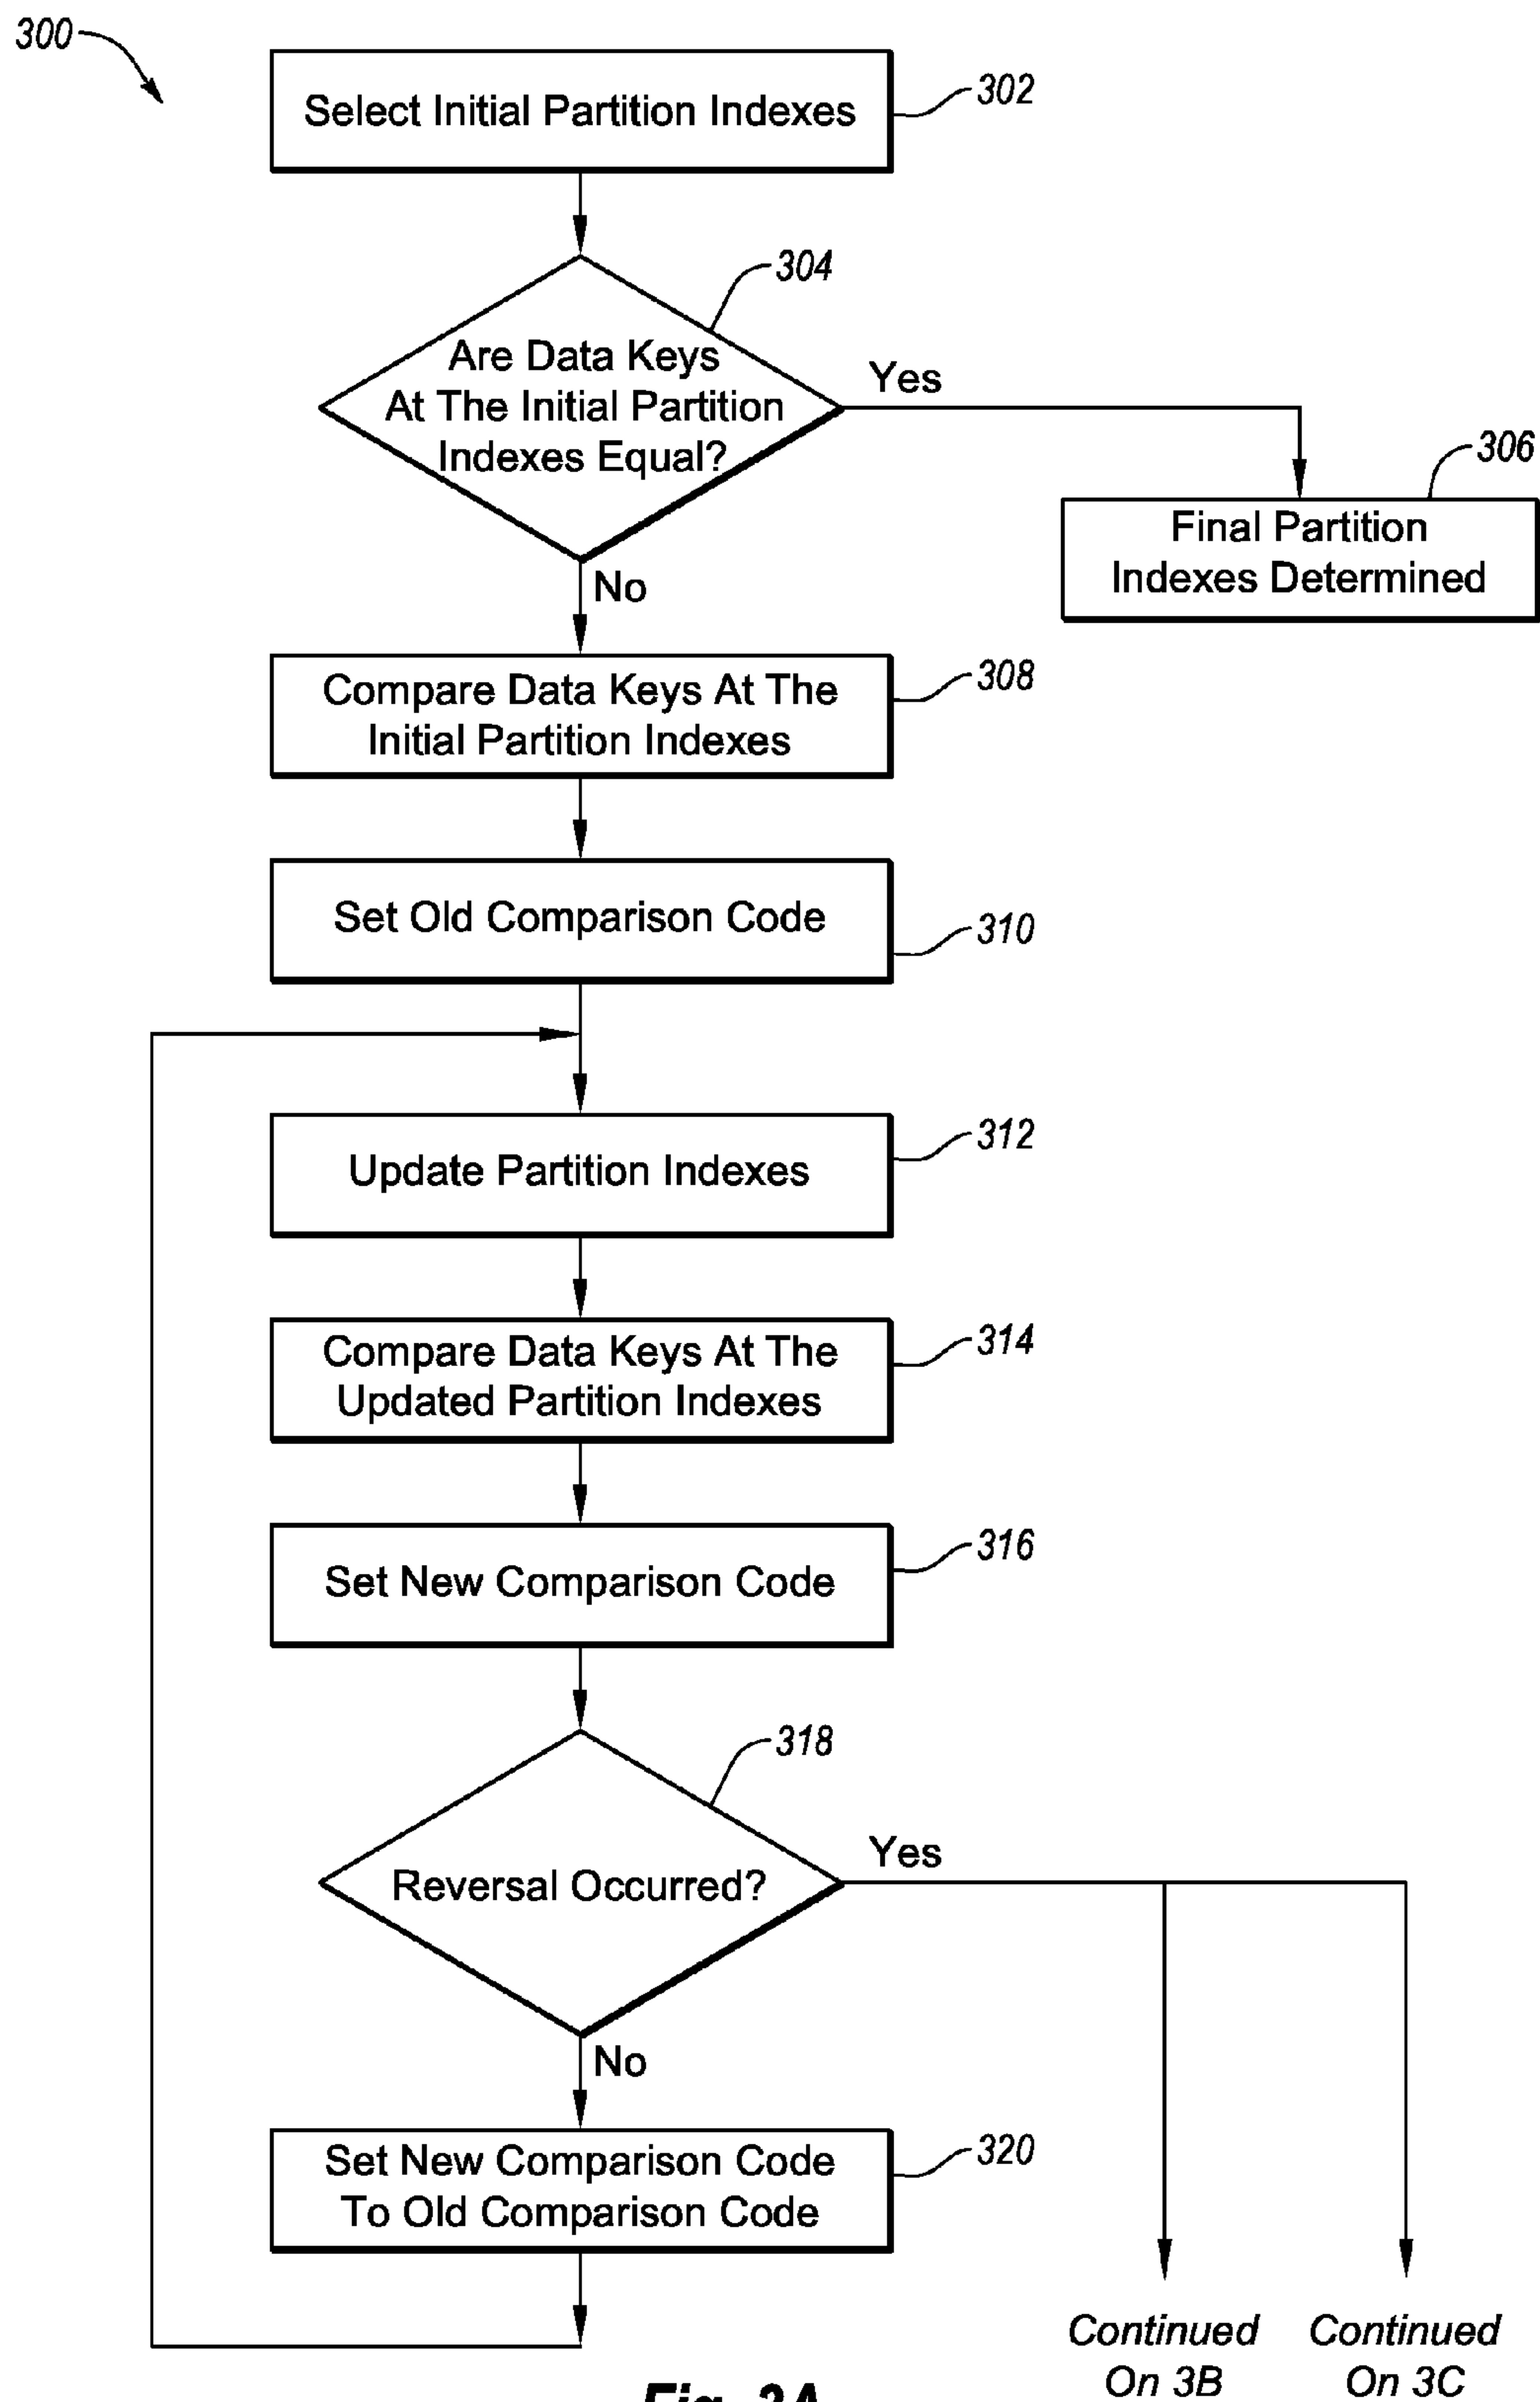 300
Select Initial Partition Indexes
302
304
Are Data Keys
At The Initial Partition
Indexes Equal?
Yes
306
Final Partition
Indexes Determined
No
Compare Data Keys At The
Initial Partition Indexes
308
Set Old Comparison Code
310
Update Partition Indexes
312
Compare Data Keys At The
Updated Partition Indexes
314
Set New Comparison Code
316
318
Reversal Occurred?
Yes
No
Set New Comparison Code
To Old Comparison Code
320
Continued
On 3B
Continued
On 3C
Fig. 3A